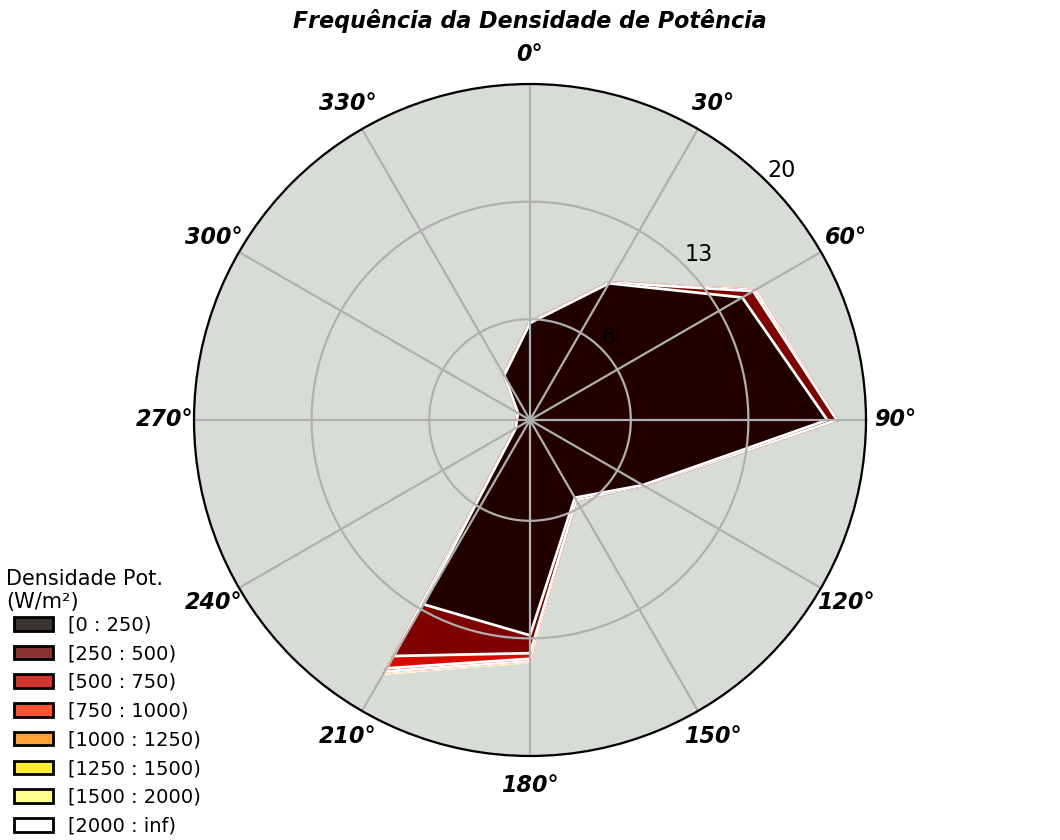 Frequência da Densidade de Potência
0°
330°
30°
20
300°
60°
13
6
270°
90°
240°
120°
210°
150°
180°
Densidade Pot.
(W/m²)
[0 : 250)
[250 : 500)
[500 : 750)
[750 : 1000)
[1000 : 1250)
[1250 : 1500)
[1500 : 2000)
[2000 : inf)